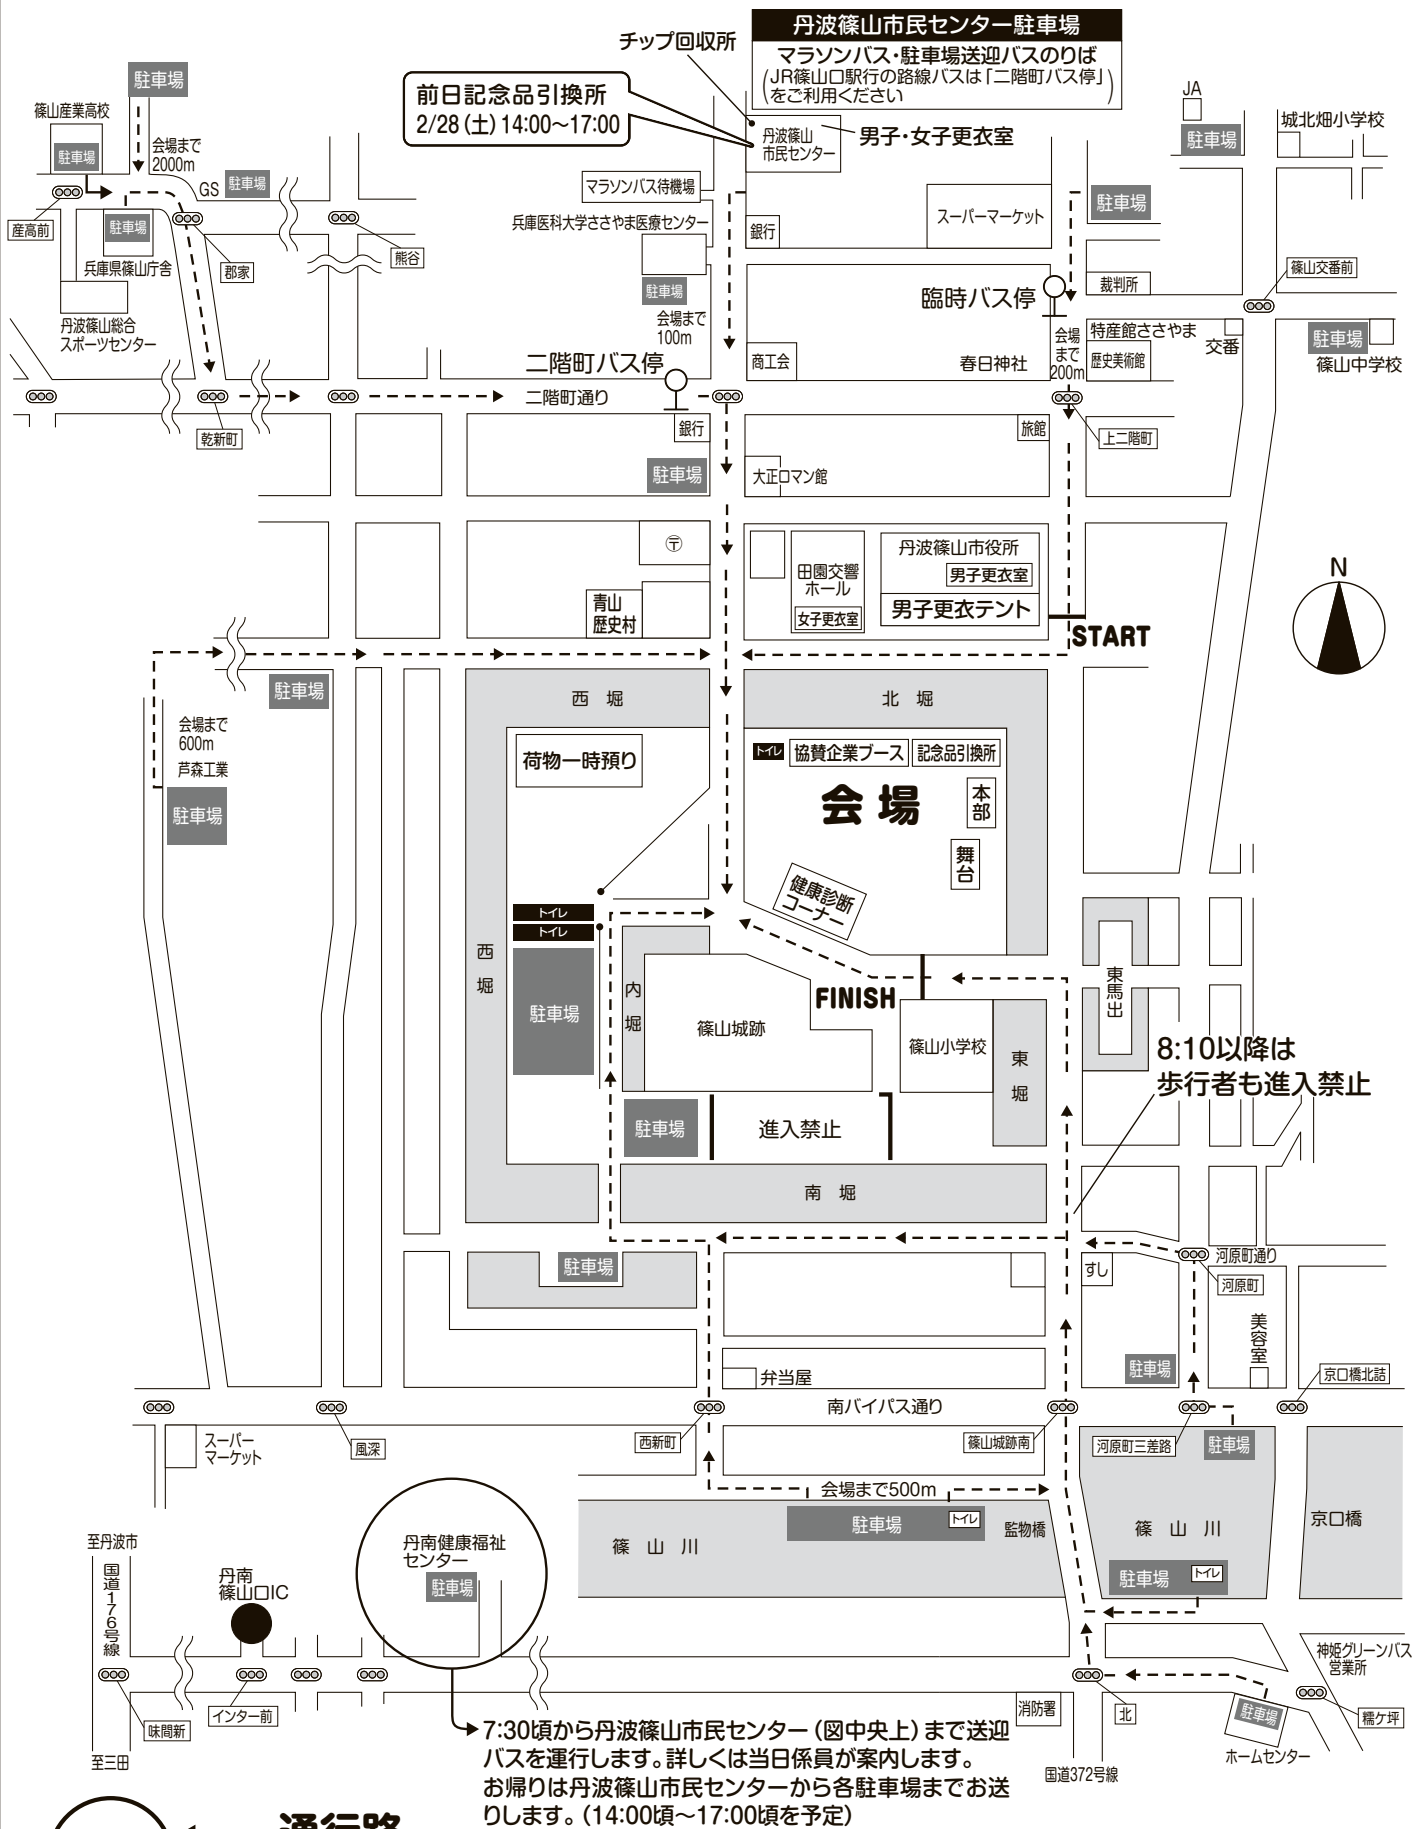 丹波篠山市民センター駐車場
マラソンバス・駐車場送迎バスのりば
(JR篠山口駅行の路線バスは「二階町バス停」
をご利用ください)
チップ回収所
前日記念品引換所
2/28(土)14:00〜17:00
丹波篠山
市民センター
男子・女子更衣室
駐車場
篠山産業高校
駐車場
会場まで
2000m
GS
駐車場
産高前
駐車場
兵庫県篠山庁舎
郡家
熊谷
丹波篠山総合
スポーツセンター
マラソンバス待機場
兵庫医科大学ささやま医療センター
駐車場
会場まで
100m
銀行
スーパーマーケット
JA
駐車場
城北畑小学校
駐車場
裁判所
篠山交番前
臨時バス停
特産館ささやま
交番
歴史美術館
駐車場
篠山中学校
会場
まで
200m
商工会
春日神社
二階町バス停
二階町通り
乾新町
銀行
駐車場
大正ロマン館
旅館
上二階町
〒
青山
歴史村
田園交響
ホール
女子更衣室
丹波篠山市役所
男子更衣室
男子更衣テント
START
N
駐車場
会場まで
600m
芦森工業
駐車場
西堀
北堀
荷物一時預り
トイレ
協賛企業ブース
記念品引換所
会場
本部
舞台
健康診断
コーナー
トイレ
トイレ
西堀
駐車場
内堀
篠山城跡
FINISH
篠山小学校
東堀
東馬出
8:10以降は
歩行者も進入禁止
駐車場
進入禁止
南堀
駐車場
すし
河原町通り
河原町
美容室
駐車場
京口橋北詰
弁当屋
南バイパス通り
スーパー
マーケット
風深
西新町
篠山城跡南
河原町三差路
駐車場
会場まで500m
駐車場
トイレ
監物橋
篠山川
篠山川
京口橋
駐車場
トイレ
至丹波市
国道176号線
丹南
篠山口IC
丹南健康福祉
センター
駐車場
味間新
至三田
インター前
消防署
北
国道372号線
駐車場
ホームセンター
神姫グリーンバス
営業所
糯ケ坪
7:30頃から丹波篠山市民センター(図中央上)まで送迎
バスを運行します。詳しくは当日係員が案内します。
お帰りは丹波篠山市民センターから各駐車場までお送
りします。(14:00頃〜17:00頃を予定)
通行路